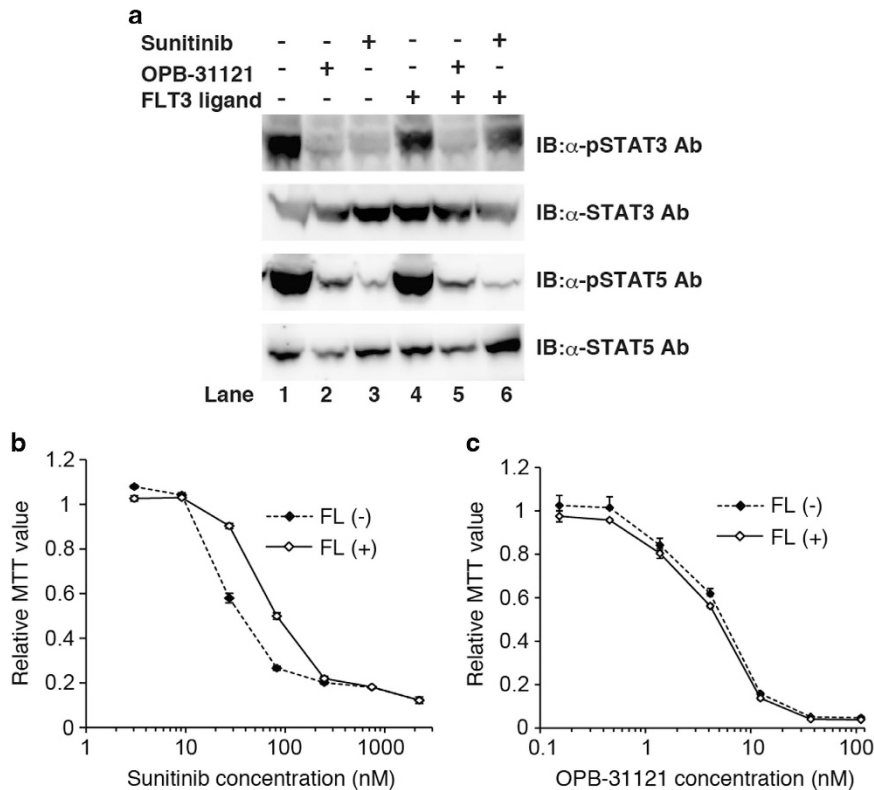 a
Sunitinib - - + - - +
OPB-31121 - + - - + -
FLT3 ligand - - - + + +
IB:α-pSTAT3 Ab
IB:α-STAT3 Ab
IB:α-pSTAT5 Ab
IB:α-STAT5 Ab
Lane 1 2 3 4 5 6
b
Relative MTT value
1.2
1
0.8
0.6
0.4
0.2
0
FL (-)
FL (+)
1 10 100 1000
Sunitinib concentration (nM)
c
Relative MTT value
1.2
1
0.8
0.6
0.4
0.2
0
FL (-)
FL (+)
0.1 1 10 100
OPB-31121 concentration (nM)